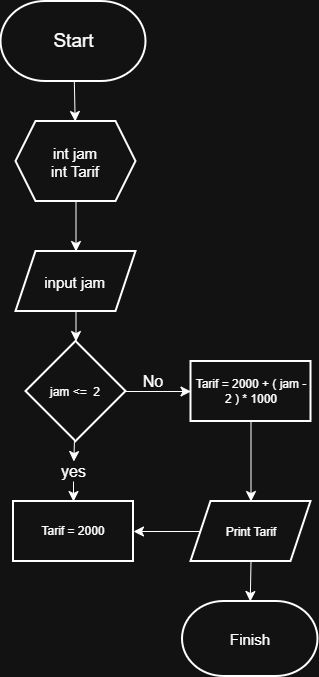 Start
int jam
int Tarif
input jam
jam <= 2
No
Tarif = 2000 + ( jam -
2 ) * 1000
yes
Tarif = 2000
Print Tarif
Finish